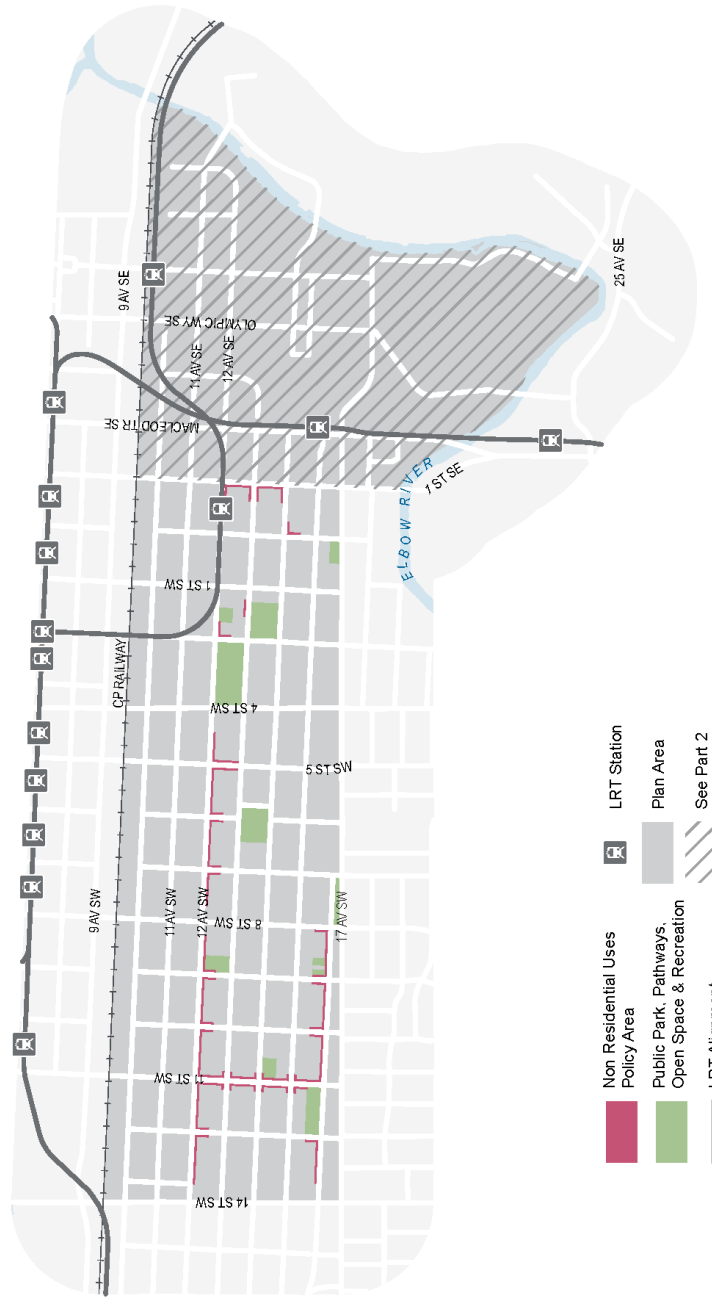 9 AV SE
OLYMPIC WY SE
11 AV SE
12 AV SE
MACLEOD TR SE
25 AV SE
ELBOW RIVER
1 ST SE
1 ST SW
CP RAILWAY
4 ST SW
5 ST SW
9 AV SW
11 AV SW
12 AV SW
8 ST SW
17 AV SW
11 ST SW
14 ST SW
Non Residential Uses
Policy Area
Public Park, Pathways,
Open Space & Recreation
LRT Alignment
LRT Station
Plan Area
See Part 2